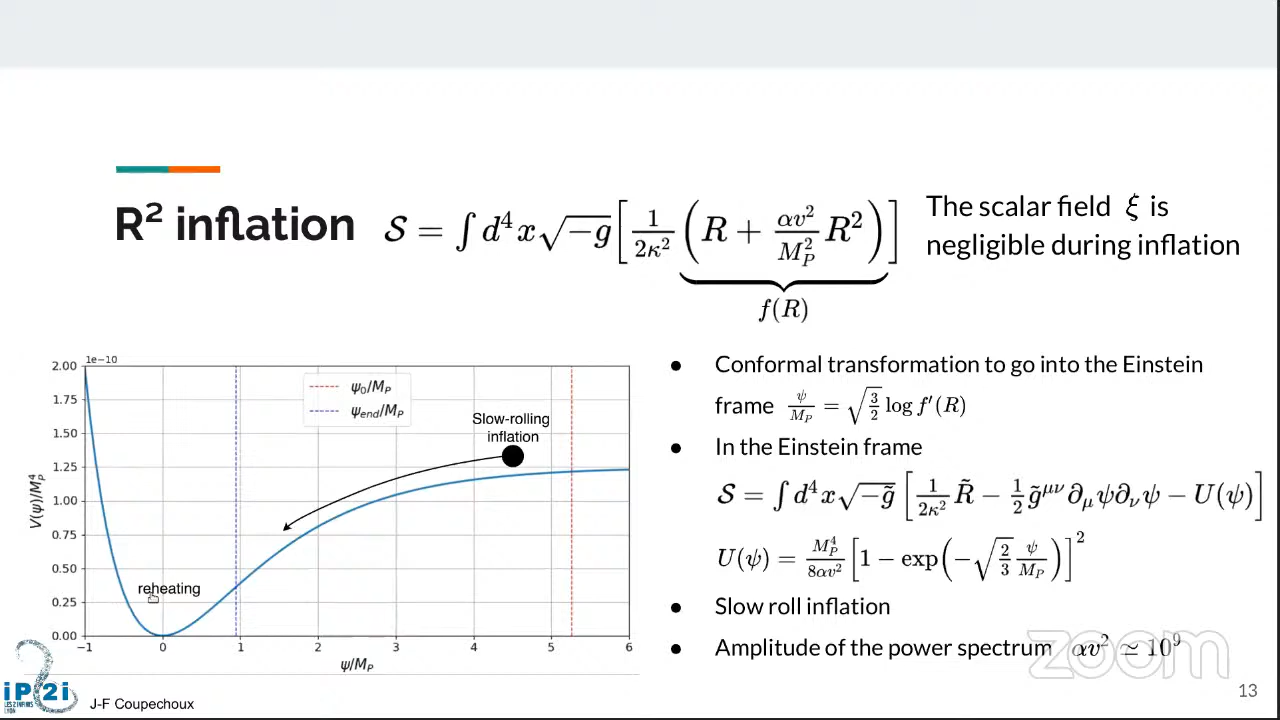 R² inflation
S = ∫ d⁴x√−g [ 1/2κ² ( R + αv²/M_P² R² ) ]
f(R)
The scalar field ξ is
negligible during inflation
1e−10
V(ψ)/M_P⁴
2.00
1.75
1.50
1.25
1.00
0.75
0.50
0.25
0.00
−1 0 1 2 3 4 5 6
ψ/M_P
ψ₀/M_P
ψ_end/M_P
Slow-rolling
inflation
reheating
● Conformal transformation to go into the Einstein
frame ψ/M_P = √(3/2) log f′(R)
● In the Einstein frame
S = ∫ d⁴x√−g̃ [ 1/2κ² R̃ − 1/2 g̃^μν ∂_μψ∂_νψ − U(ψ) ]
U(ψ) = M_P⁴/8αv² [ 1 − exp( −√(2/3) ψ/M_P ) ]²
● Slow roll inflation
● Amplitude of the power spectrum αv² ≃ 10⁹
zoom
iP2i
LES 2 INFINIS
LYON
J-F Coupechoux
13